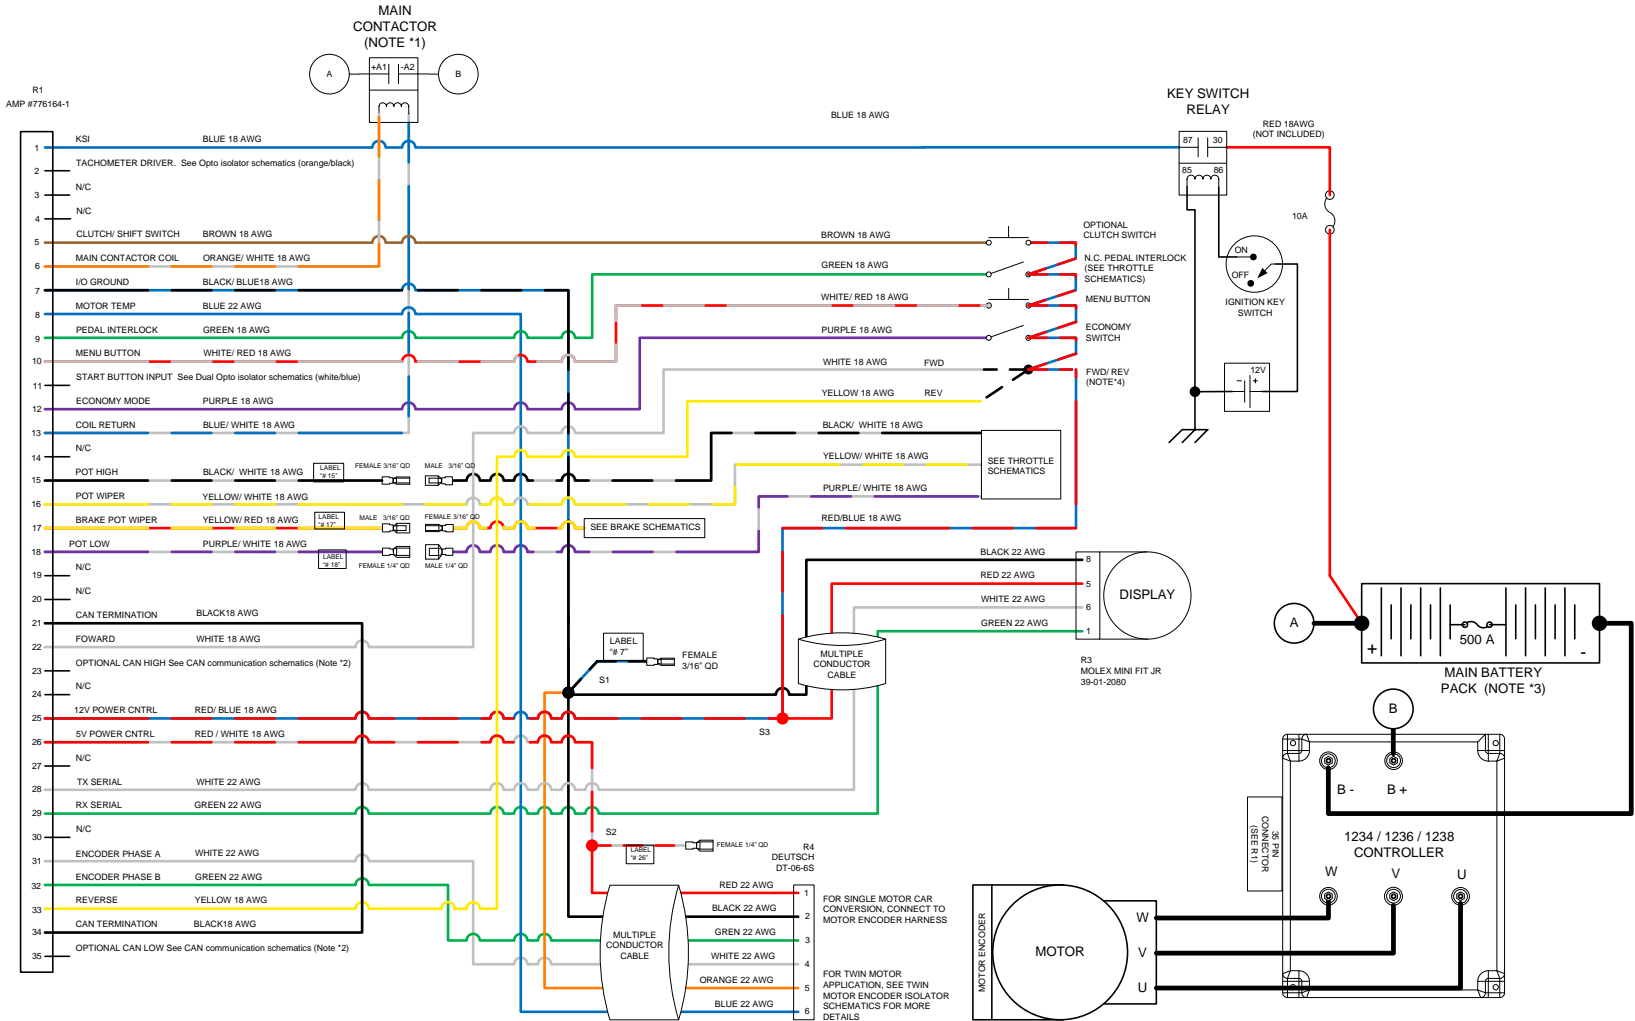 MAIN
CONTACTOR
(NOTE *1)
A
+A1
-A2
B
R1
AMP #776164-1
1
KSI
BLUE 18 AWG
BLUE 18 AWG
2
TACHOMETER DRIVER. See Opto isolator schematics (orange/black)
3
N/C
4
N/C
5
CLUTCH/ SHIFT SWITCH
BROWN 18 AWG
BROWN 18 AWG
6
MAIN CONTACTOR COIL
ORANGE/ WHITE 18 AWG
7
I/O GROUND
BLACK/ BLUE18 AWG
GREEN 18 AWG
8
MOTOR TEMP
BLUE 22 AWG
WHITE/ RED 18 AWG
9
PEDAL INTERLOCK
GREEN 18 AWG
PURPLE 18 AWG
10
MENU BUTTON
WHITE/ RED 18 AWG
WHITE 18 AWG
FWD
11
START BUTTON INPUT See Dual Opto isolator schematics (white/blue)
12
ECONOMY MODE
PURPLE 18 AWG
YELLOW 18 AWG
REV
13
COIL RETURN
BLUE/ WHITE 18 AWG
BLACK/ WHITE 18 AWG
14
N/C
YELLOW/ WHITE 18 AWG
15
POT HIGH
BLACK/ WHITE 18 AWG
LABEL
"# 15"
FEMALE 3/16" QD
MALE 3/16" QD
16
POT WIPER
YELLOW/ WHITE 18 AWG
PURPLE/ WHITE 18 AWG
17
BRAKE POT WIPER
YELLOW/ RED 18 AWG
LABEL
"# 17"
MALE 3/16" QD
FEMALE 3/16" QD
SEE BRAKE SCHEMATICS
RED/BLUE 18 AWG
18
POT LOW
PURPLE/ WHITE 18 AWG
LABEL
"# 18"
FEMALE 1/4" QD
MALE 1/4" QD
19
N/C
20
N/C
21
CAN TERMINATION
BLACK18 AWG
22
FOWARD
WHITE 18 AWG
23
OPTIONAL CAN HIGH See CAN communication schematics (Note *2)
24
N/C
25
12V POWER CNTRL
RED/ BLUE 18 AWG
26
5V POWER CNTRL
RED / WHITE 18 AWG
27
N/C
28
TX SERIAL
WHITE 22 AWG
29
RX SERIAL
GREEN 22 AWG
30
N/C
31
ENCODER PHASE A
WHITE 22 AWG
32
ENCODER PHASE B
GREEN 22 AWG
33
REVERSE
YELLOW 18 AWG
34
CAN TERMINATION
BLACK18 AWG
35
OPTIONAL CAN LOW See CAN communication schematics (Note *2)
OPTIONAL
CLUTCH SWITCH
N.C. PEDAL INTERLOCK
(SEE THROTTLE
SCHEMATICS)
MENU BUTTON
ECONOMY
SWITCH
FWD/ REV
(NOTE*4)
SEE THROTTLE
SCHEMATICS
KEY SWITCH
RELAY
87
30
85
86
RED 18AWG
(NOT INCLUDED)
10A
ON
OFF
IGNITION KEY
SWITCH
12V
-
+
BLACK 22 AWG
8
RED 22 AWG
5
WHITE 22 AWG
6
GREEN 22 AWG
1
DISPLAY
R3
MOLEX MINI FIT JR
39-01-2080
MULTIPLE
CONDUCTOR
CABLE
LABEL
"# 7"
FEMALE
3/16" QD
S1
S3
S2
LABEL
"# 26"
FEMALE 1/4" QD
R4
DEUTSCH
DT-06-6S
MULTIPLE
CONDUCTOR
CABLE
RED 22 AWG
1
BLACK 22 AWG
2
GREN 22 AWG
3
WHITE 22 AWG
4
ORANGE 22 AWG
5
BLUE 22 AWG
6
FOR SINGLE MOTOR CAR
CONVERSION, CONNECT TO
MOTOR ENCODER HARNESS
FOR TWIN MOTOR
APPLICATION, SEE TWIN
MOTOR ENCODER ISOLATOR
SCHEMATICS FOR MORE
DETAILS
MOTOR ENCODER
MOTOR
W
V
U
A
+
500 A
-
MAIN BATTERY
PACK (NOTE *3)
B
B -
B +
35 PIN
CONNECTOR
(SEE R1)
1234 / 1236 / 1238
CONTROLLER
W
V
U